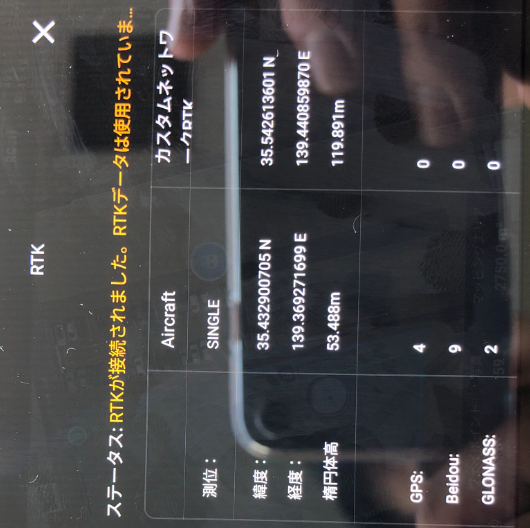 RTK
ステータス: RTKが接続されました。RTKデータは使用されていま...
Aircraft
カスタムネットワ
ークRTK
測位： SINGLE
緯度： 35.432900705 N 35.542613601 N
経度： 139.369271699 E 139.440859870 E
楕円体高 53.488m 119.891m
GPS: 4 0
Beidou: 9 0
GLONASS: 2 0